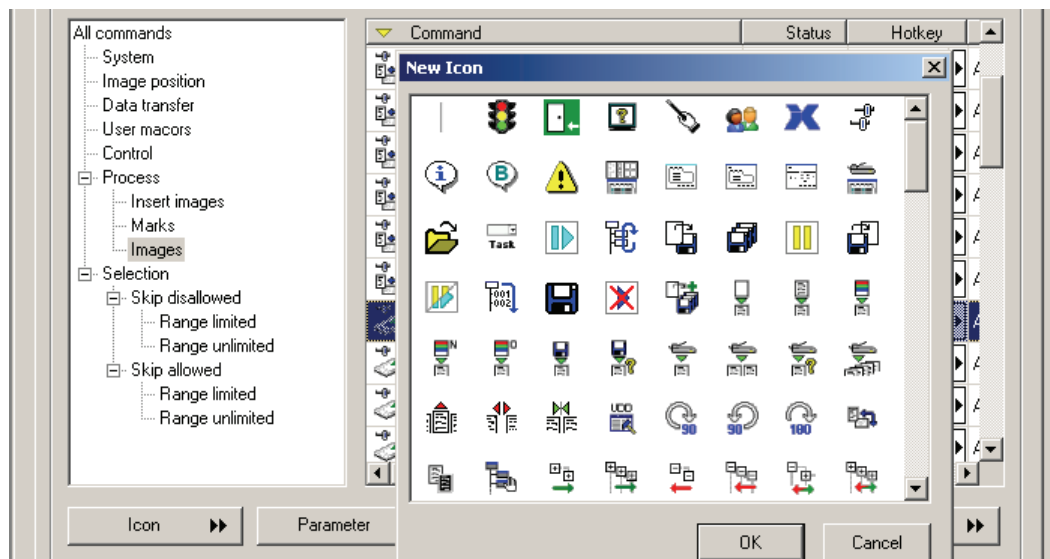 All commands
System
Image position
Data transfer
User macors
Control
Process
Insert images
Marks
Images
Selection
Skip disallowed
Range limited
Range unlimited
Skip allowed
Range limited
Range unlimited
Command Status Hotkey
New Icon
B
Task
001
002
N
O
UDO
90
90
180
Icon
Parameter
OK
Cancel